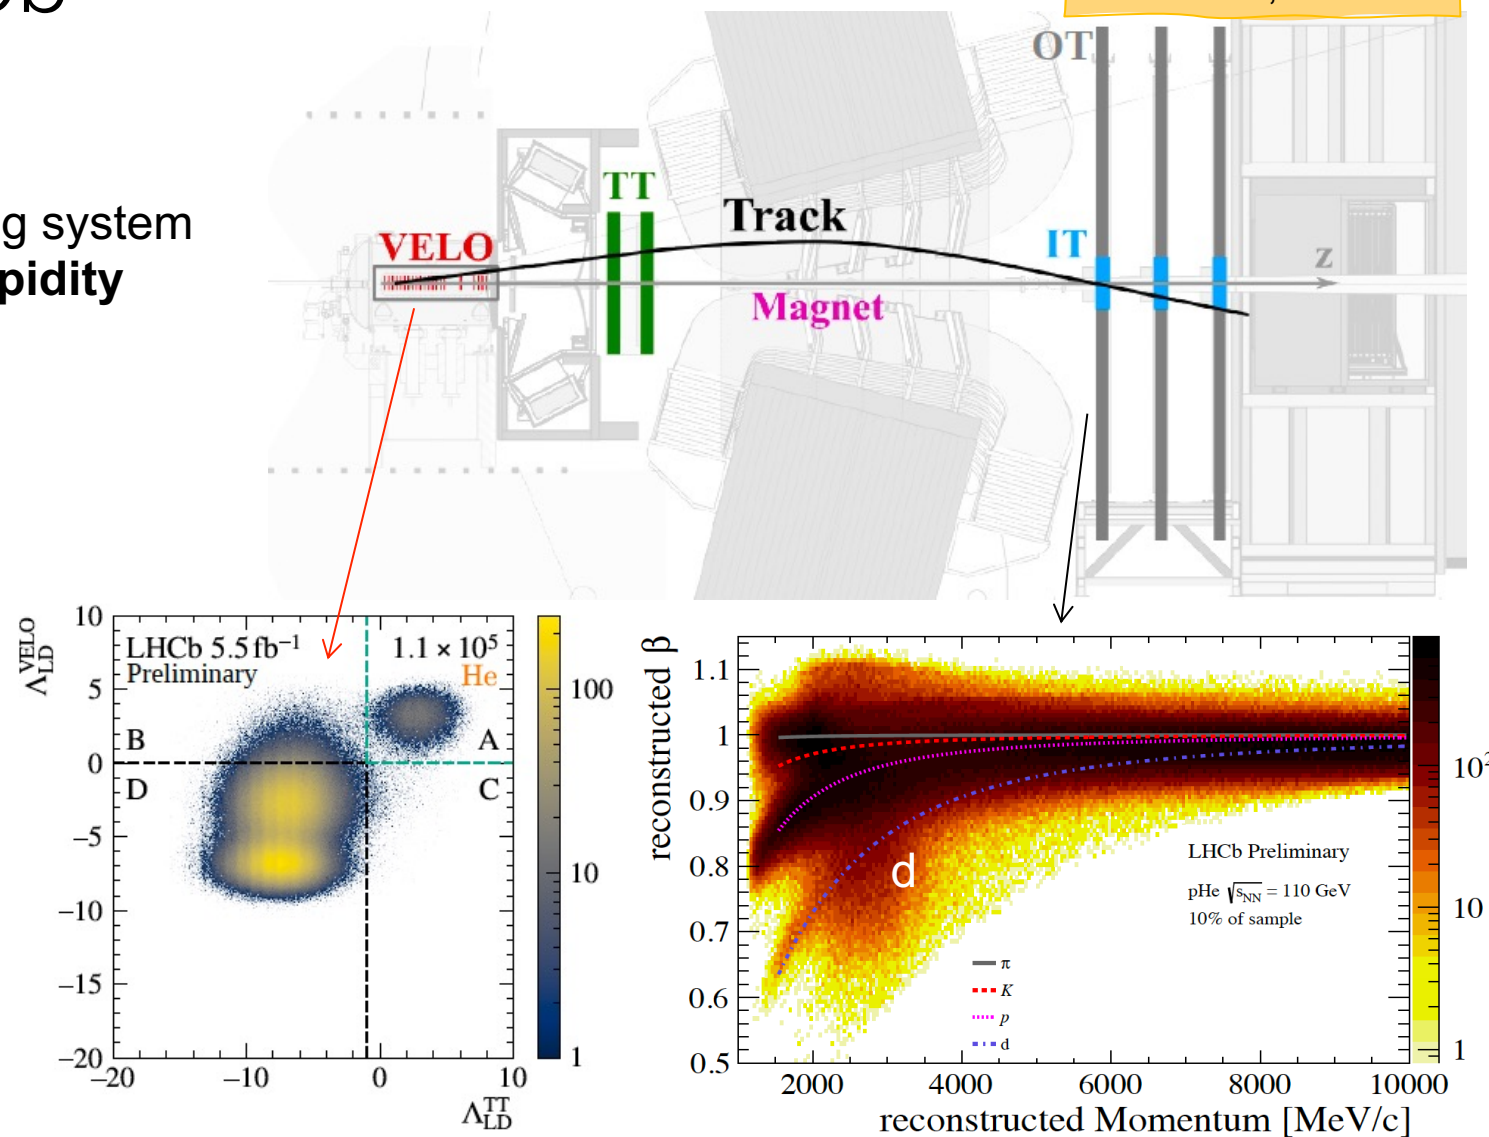 OT
TT
Track
g system
VELO
IT
z
pidity
Magnet
10
5
0
−5
−10
−15
−20
Λ_LD^VELO
LHCb 5.5 fb⁻¹
Preliminary
1.1 × 10⁵
He
B
A
D
C
−20
−10
0
10
Λ_LD^TT
100
10
1
reconstructed β
1.1
1
0.9
0.8
0.7
0.6
0.5
d
LHCb Preliminary
pHe √s_NN = 110 GeV
10% of sample
π
K
p
d
2000
4000
6000
8000
10000
reconstructed Momentum [MeV/c]
10²
10
1